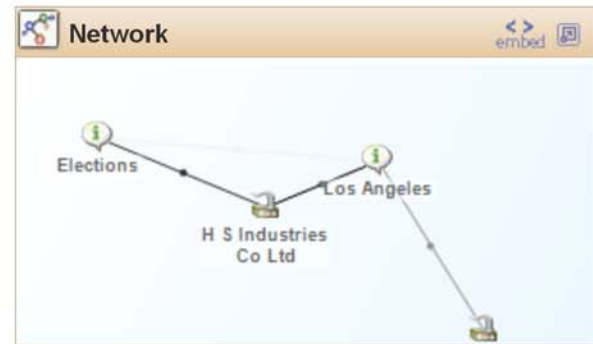 Network
embed
Elections
Los Angeles
H S Industries
Co Ltd